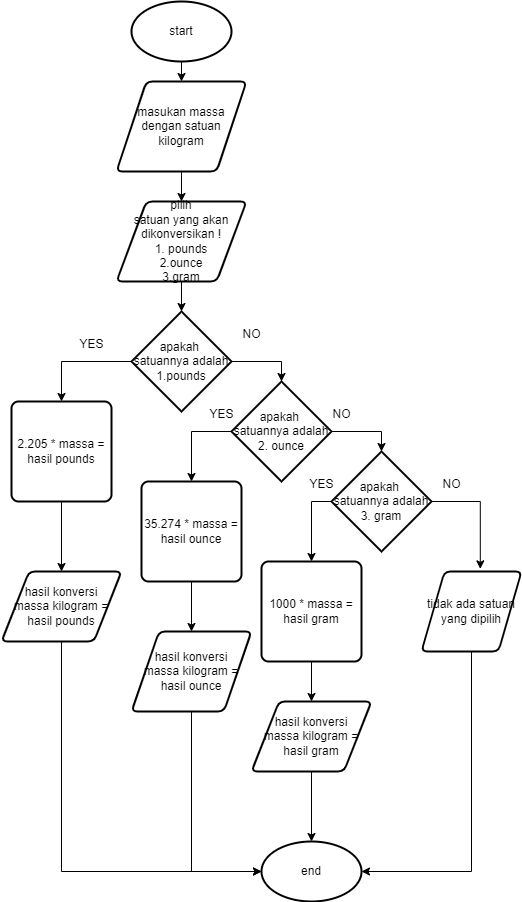 start
masukan massa
dengan satuan
kilogram
pilih
satuan yang akan
dikonversikan !
1. pounds
2.ounce
3.gram
YES
NO
apakah
satuannya adalah
1.pounds
YES
NO
apakah
satuannya adalah
2. ounce
2.205 * massa =
hasil pounds
YES
NO
apakah
satuannya adalah
3. gram
35.274 * massa =
hasil ounce
hasil konversi
massa kilogram =
hasil pounds
1000 * massa =
hasil gram
tidak ada satuan
yang dipilih
hasil konversi
massa kilogram =
hasil ounce
hasil konversi
massa kilogram =
hasil gram
end